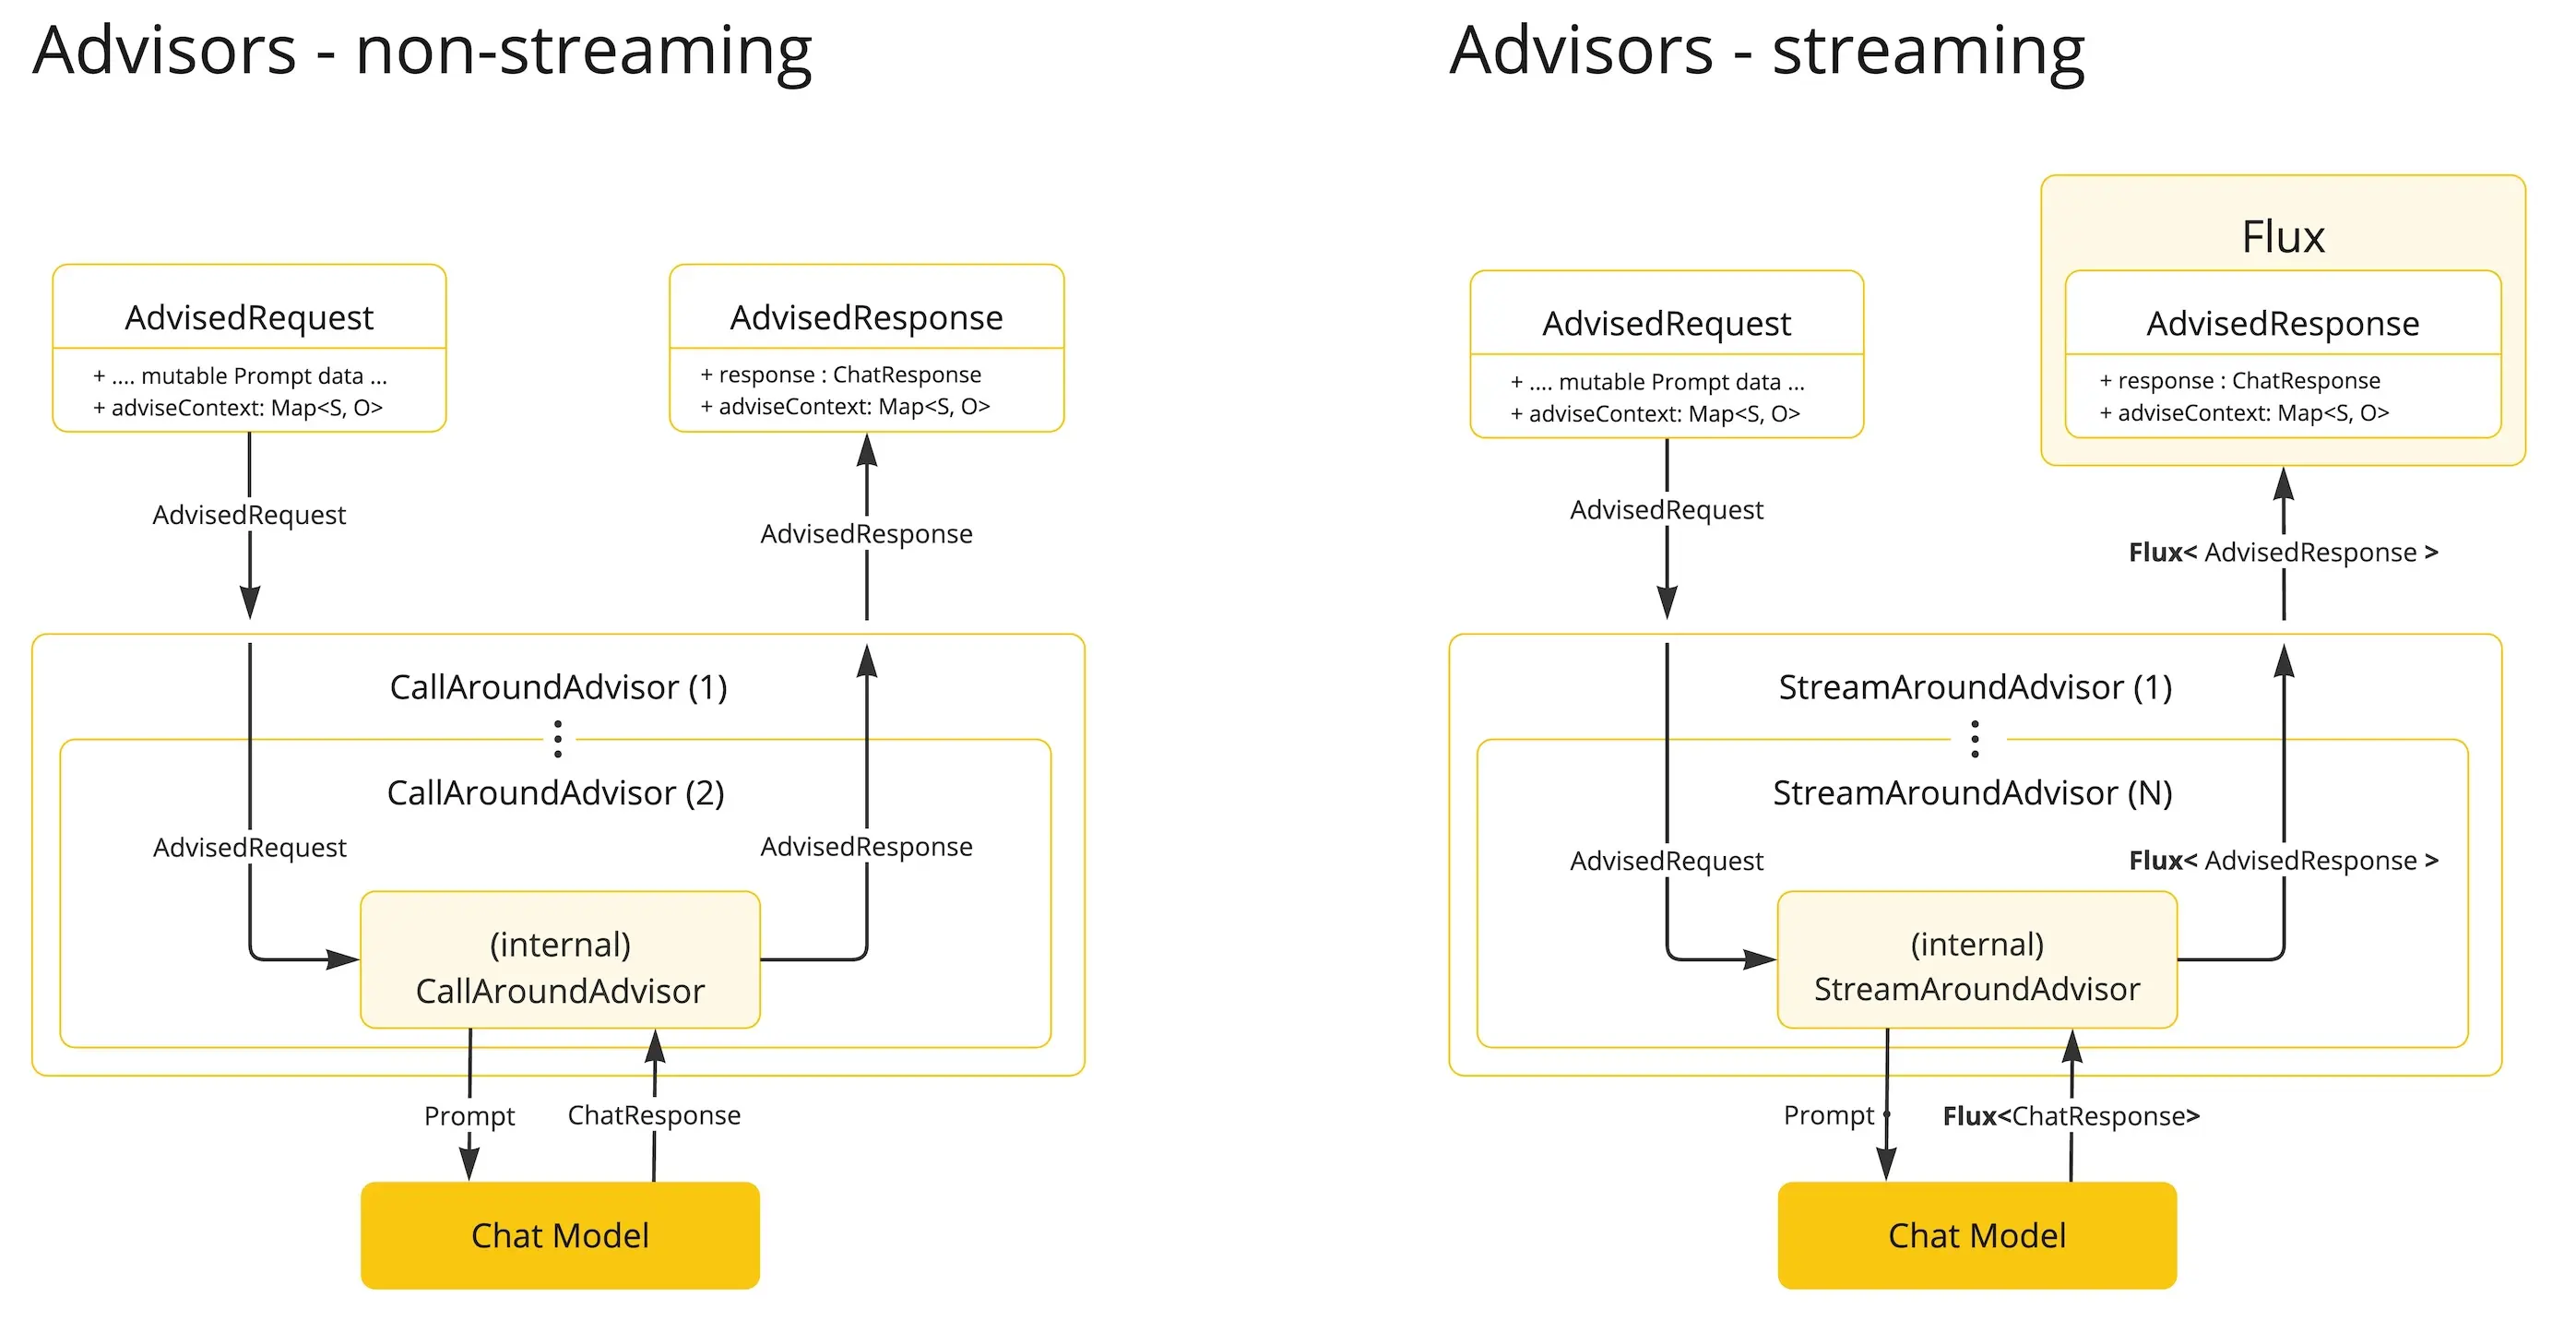 Advisors - non-streaming
AdvisedRequest
+ .... mutable Prompt data ...
+ adviseContext: Map<S, O>
AdvisedResponse
+ response : ChatResponse
+ adviseContext: Map<S, O>
AdvisedRequest
AdvisedResponse
CallAroundAdvisor (1)
CallAroundAdvisor (2)
AdvisedRequest
AdvisedResponse
(internal)
CallAroundAdvisor
Prompt
ChatResponse
Chat Model
Advisors - streaming
Flux
AdvisedRequest
+ .... mutable Prompt data ...
+ adviseContext: Map<S, O>
AdvisedResponse
+ response : ChatResponse
+ adviseContext: Map<S, O>
AdvisedRequest
Flux< AdvisedResponse >
StreamAroundAdvisor (1)
StreamAroundAdvisor (N)
AdvisedRequest
Flux< AdvisedResponse >
(internal)
StreamAroundAdvisor
Prompt
Flux<ChatResponse>
Chat Model